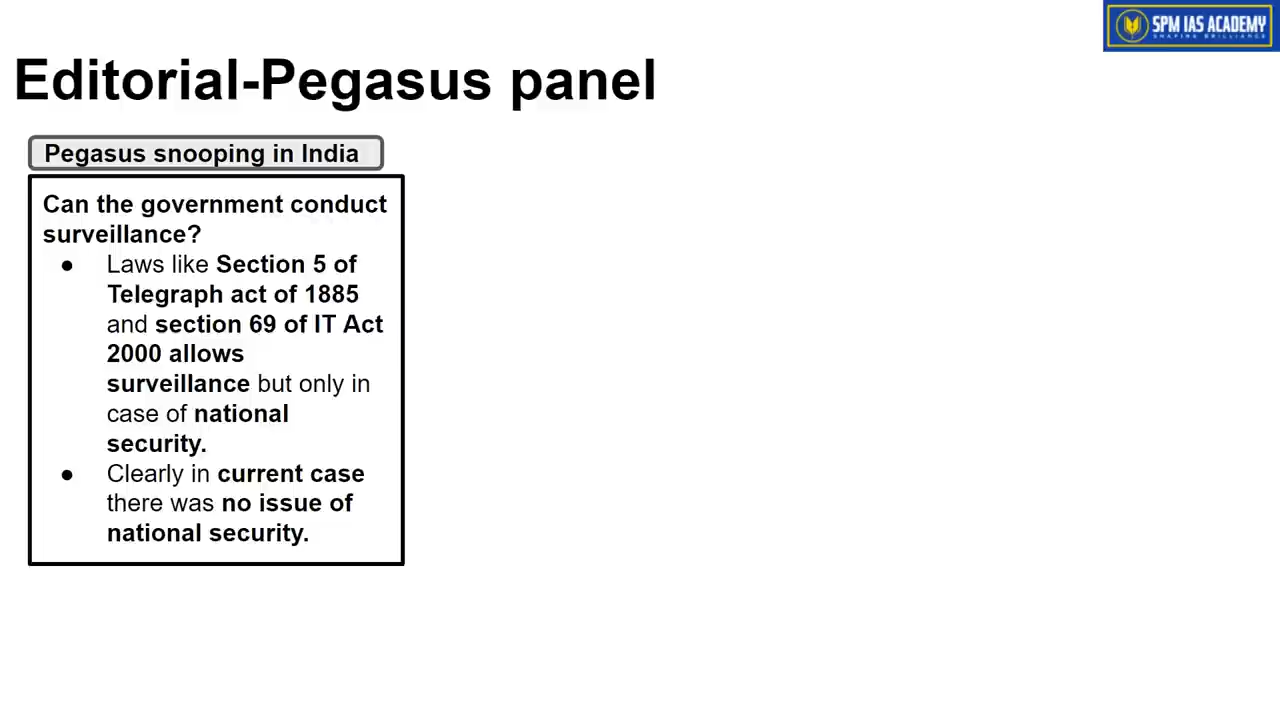 SPM IAS ACADEMY
SHAPING BRILLIANCE
Editorial-Pegasus panel
Pegasus snooping in India
Can the government conduct
surveillance?
● Laws like Section 5 of
Telegraph act of 1885
and section 69 of IT Act
2000 allows
surveillance but only in
case of national
security.
● Clearly in current case
there was no issue of
national security.